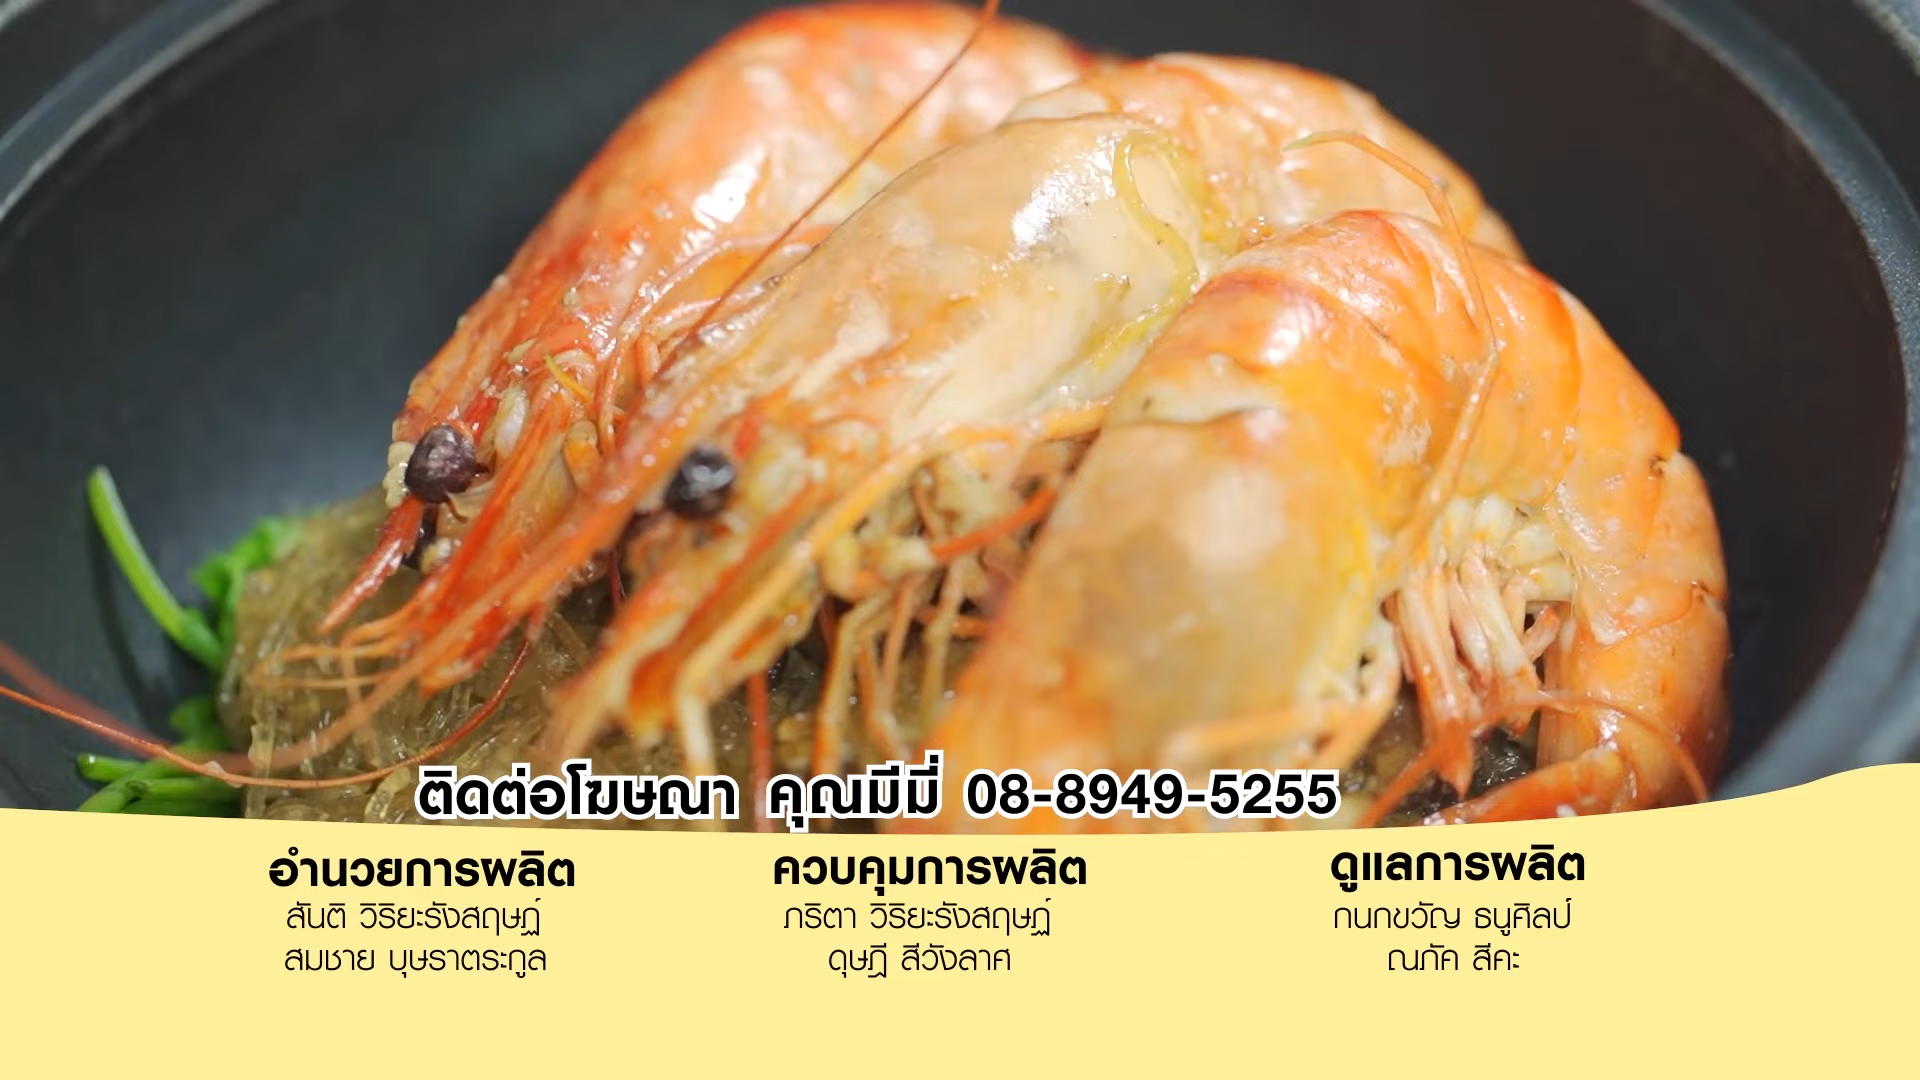 ติดต่อโฆษณา คุณมีมี่ 08-8949-5255
อำนวยการผลิต
สันติ วิริยะรังสฤษฏ์
สมชาย บุษราตระกูล
ควบคุมการผลิต
ภริตา วิริยะรังสฤษฏ์
ดุษฎี สีวังลาศ
ดูแลการผลิต
กนกขวัญ ธนูศิลป์
ณภัค สีคะ